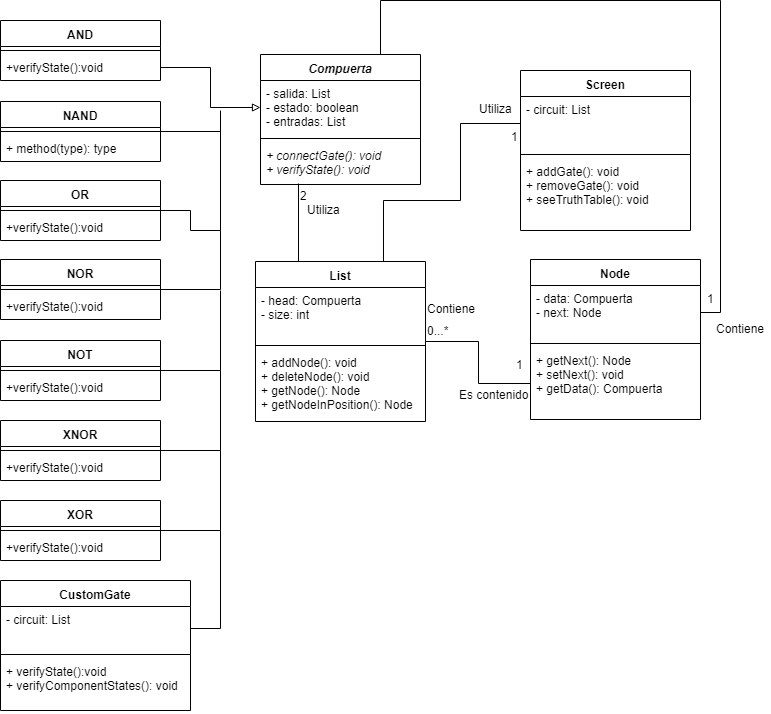 AND
+verifyState():void
NAND
+ method(type): type
OR
+verifyState():void
NOR
+verifyState():void
NOT
+verifyState():void
XNOR
+verifyState():void
XOR
+verifyState():void
CustomGate
- circuit: List
+ verifyState():void
+ verifyComponentStates(): void
Compuerta
- salida: List
- estado: boolean
- entradas: List
+ connectGate(): void
+ verifyState(): void
2
Utiliza
List
- head: Compuerta
- size: int
+ addNode(): void
+ deleteNode(): void
+ getNode(): Node
+ getNodeInPosition(): Node
Utiliza
1
Screen
- circuit: List
+ addGate(): void
+ removeGate(): void
+ seeTruthTable(): void
Contiene
0...*
1
Es contenido
Node
- data: Compuerta
- next: Node
+ getNext(): Node
+ setNext(): void
+ getData(): Compuerta
1
Contiene